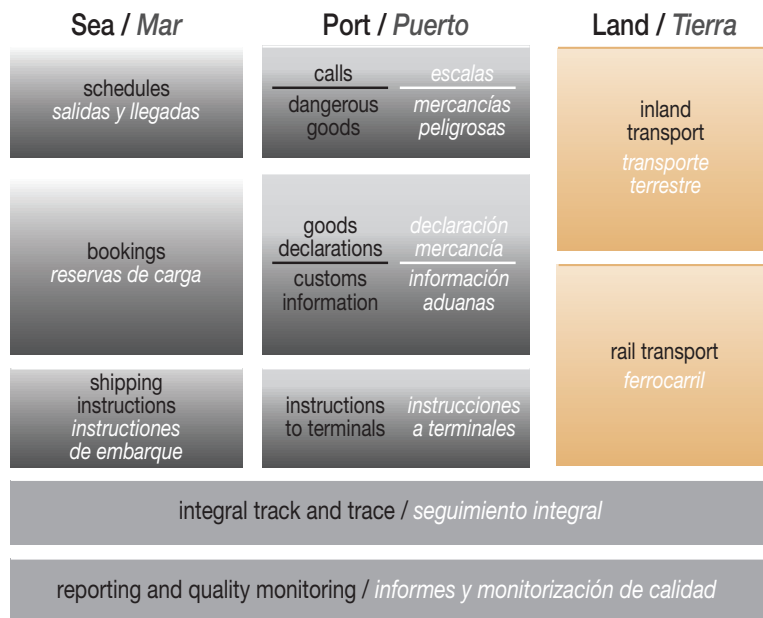 Sea / Mar
Port / Puerto
Land / Tierra
schedules
salidas y llegadas
bookings
reservas de carga
shipping
instructions
instructiones
de embarque
calls
escalas
dangerous
goods
mercancías
peligrosas
goods
declarations
declaración
mercancía
customs
information
información
aduanas
instructions
to terminals
instrucciones
a terminales
inland
transport
transporte
terrestre
rail transport
ferrocarril
integral track and trace / seguimiento integral
reporting and quality monitoring / informes y monitorización de calidad